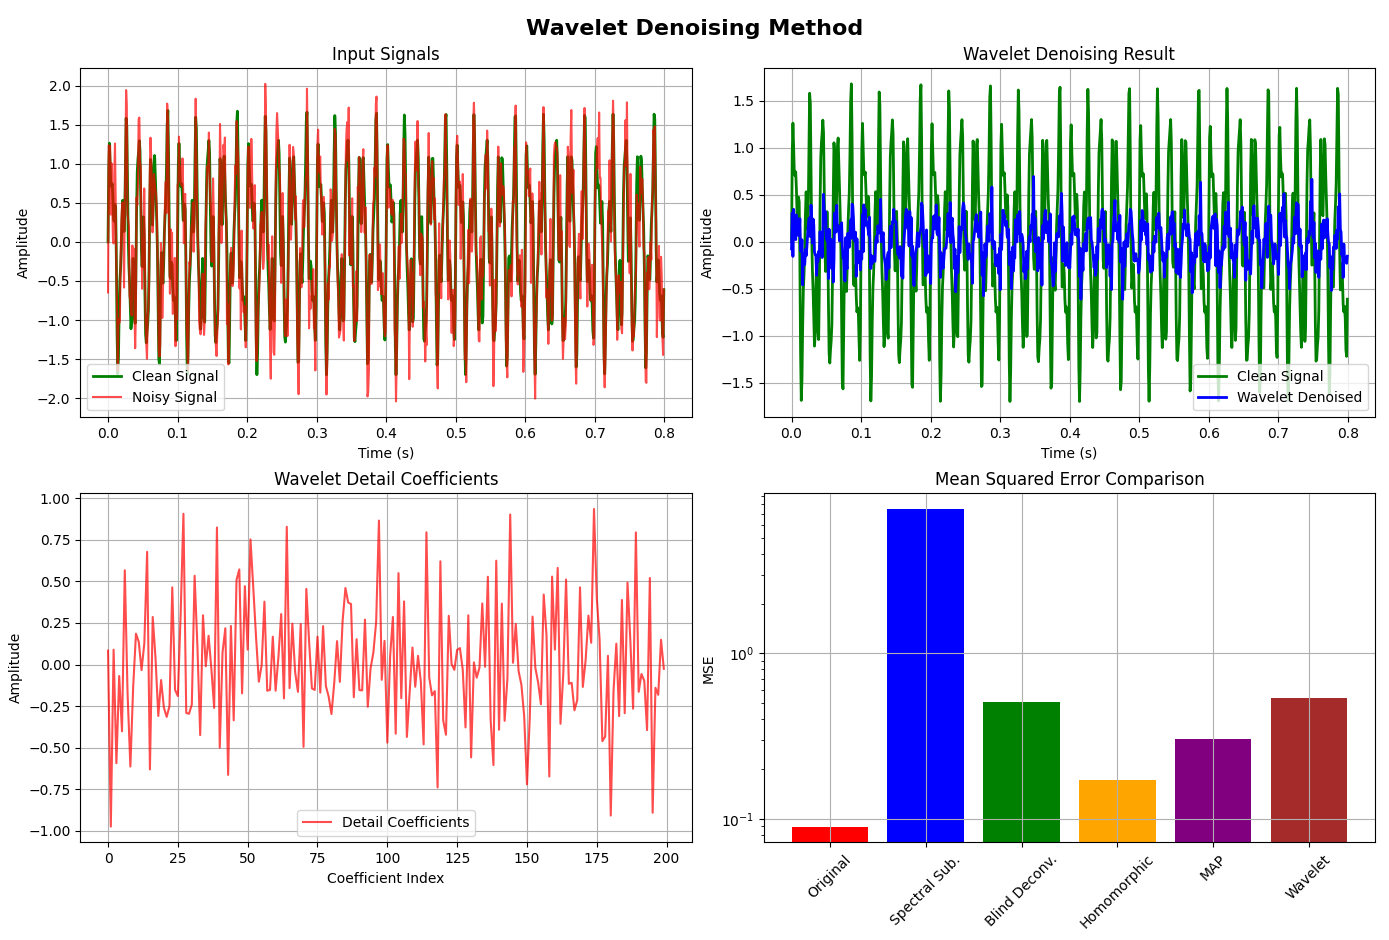 Wavelet Denoising Method
Input Signals
2.0
1.5
1.0
0.5
0.0
−0.5
−1.0
−1.5
−2.0
Amplitude
Clean Signal
Noisy Signal
0.0 0.1 0.2 0.3 0.4 0.5 0.6 0.7 0.8
Time (s)
Wavelet Denoising Result
1.5
1.0
0.5
0.0
−0.5
−1.0
−1.5
Amplitude
Clean Signal
Wavelet Denoised
0.0 0.1 0.2 0.3 0.4 0.5 0.6 0.7 0.8
Time (s)
Wavelet Detail Coefficients
1.00
0.75
0.50
0.25
0.00
−0.25
−0.50
−0.75
−1.00
Amplitude
Detail Coefficients
0 25 50 75 100 125 150 175 200
Coefficient Index
Mean Squared Error Comparison
10⁰
10⁻¹
MSE
Original
Spectral Sub.
Blind Deconv.
Homomorphic
MAP
Wavelet